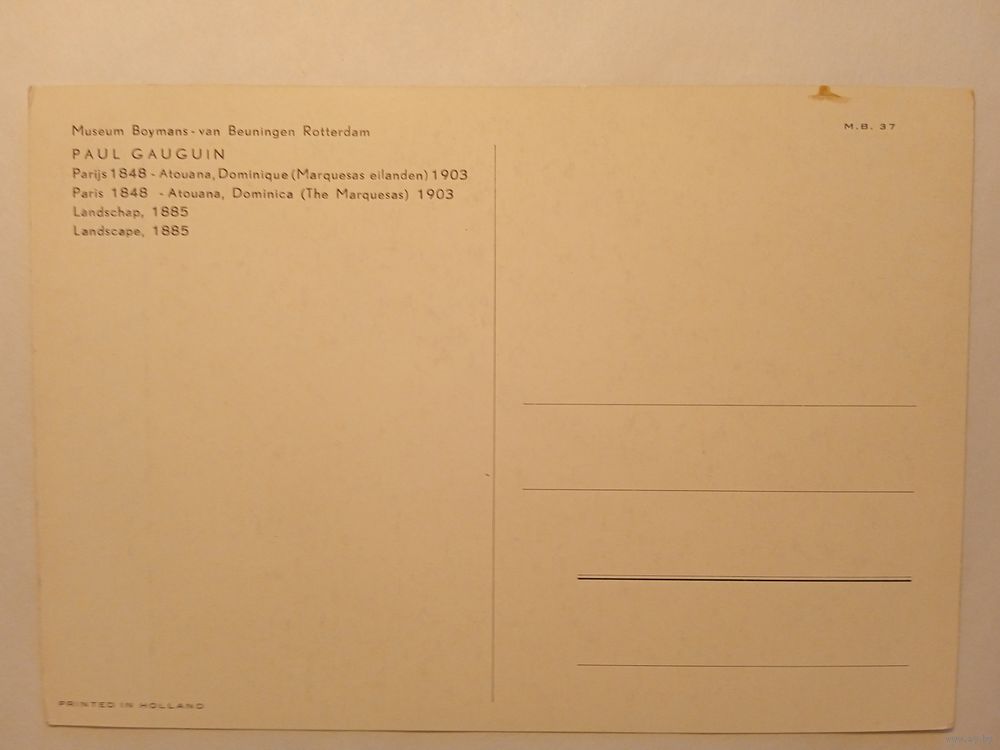 Museum Boymans - van Beuningen Rotterdam
PAUL GAUGUIN
Parijs 1848 - Atouana, Dominique (Marquesas eilanden) 1903
Paris 1848 - Atouana, Dominica (The Marquesas) 1903
Landschap, 1885
Landscape, 1885
M.B. 37
PRINTED IN HOLLAND